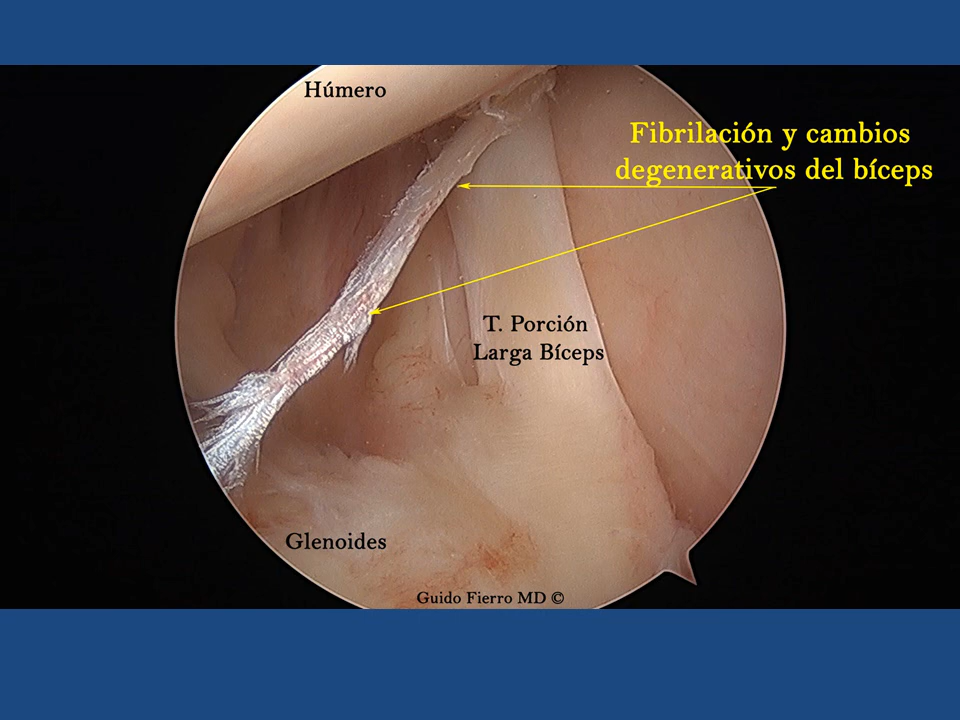 Húmero
Fibrilación y cambios
degenerativos del bíceps
T. Porción
Larga Bíceps
Glenoides
Guido Fierro MD ©